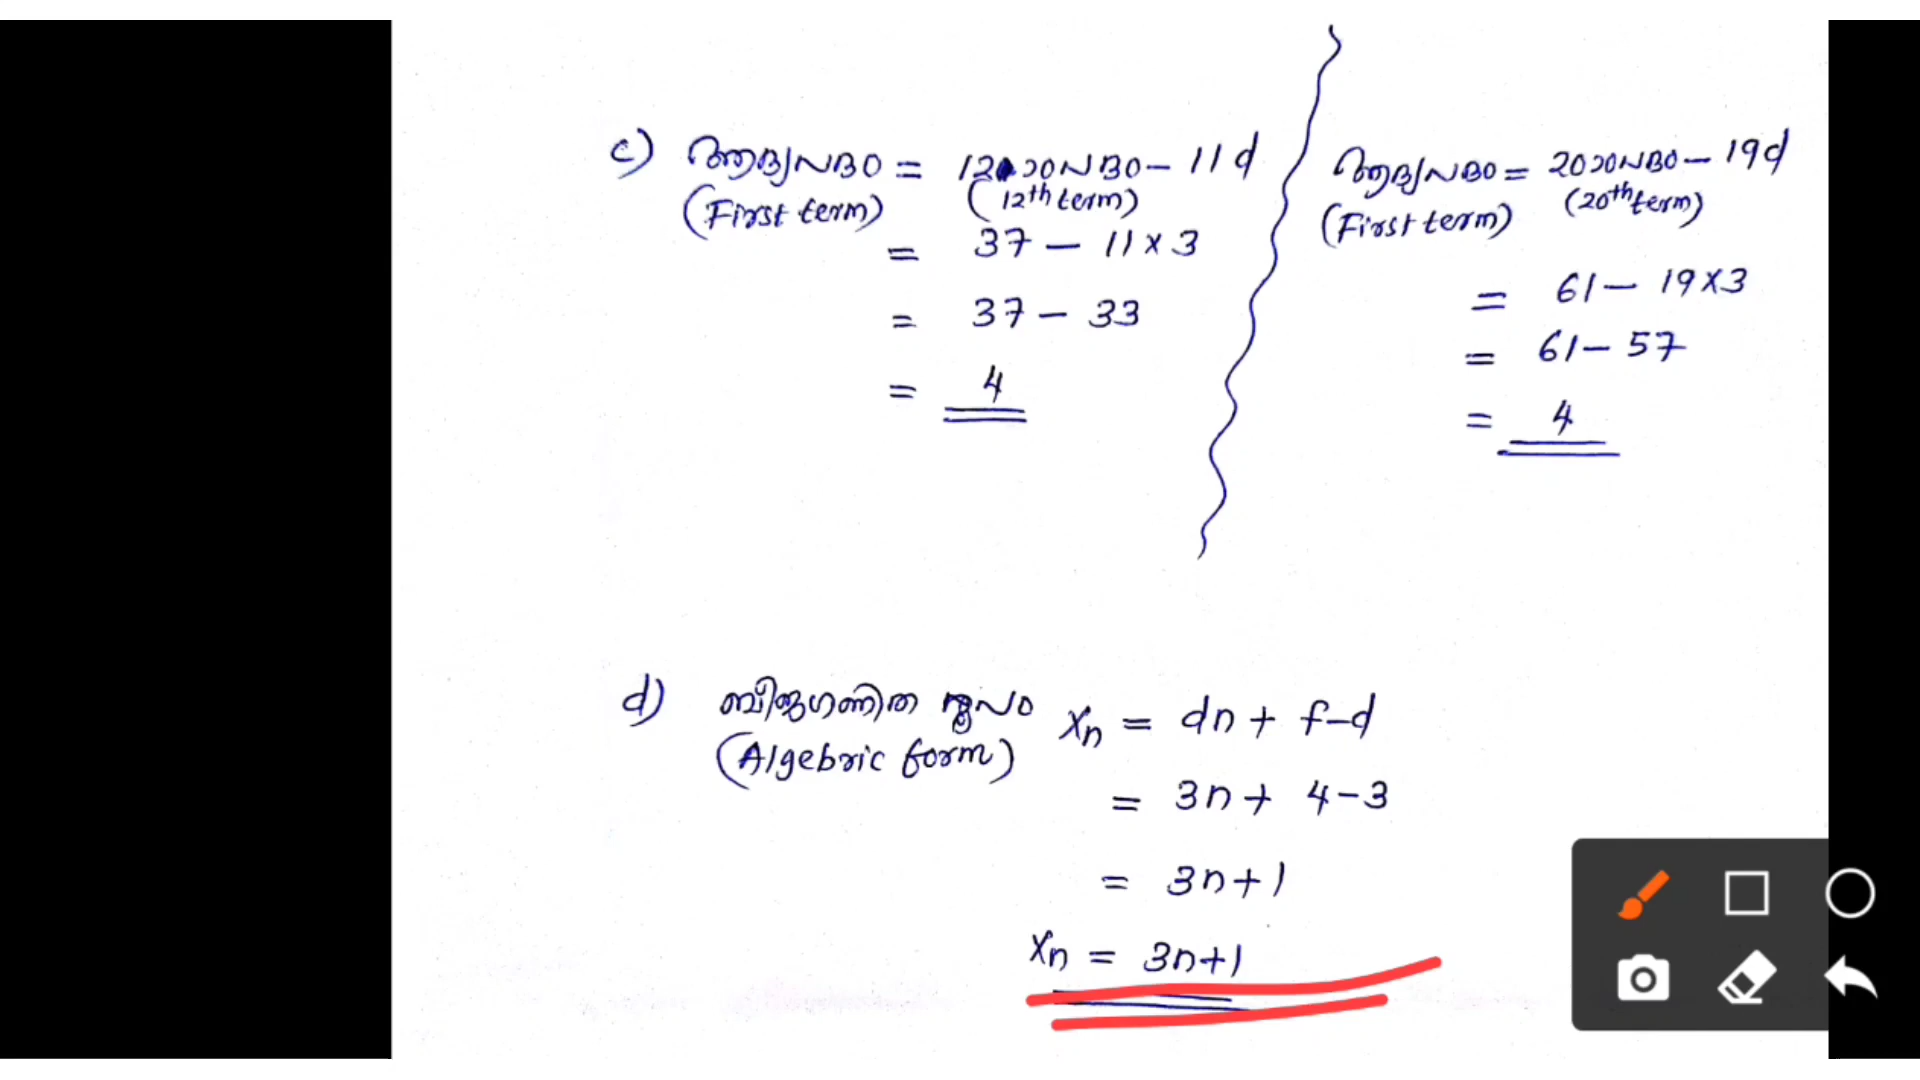 c) ആദ്യപദം = 12ാംപദം - 11d
(First term) (12th term)
= 37 - 11 x 3
= 37 - 33
= 4
ആദ്യപദം = 20ാംപദം - 19d
(First term) (20th term)
= 61 - 19 x 3
= 61 - 57
= 4
d) ബീജഗണിത രൂപം xn = dn + f-d
(Algebric form)
= 3n + 4-3
= 3n+1
xn = 3n+1